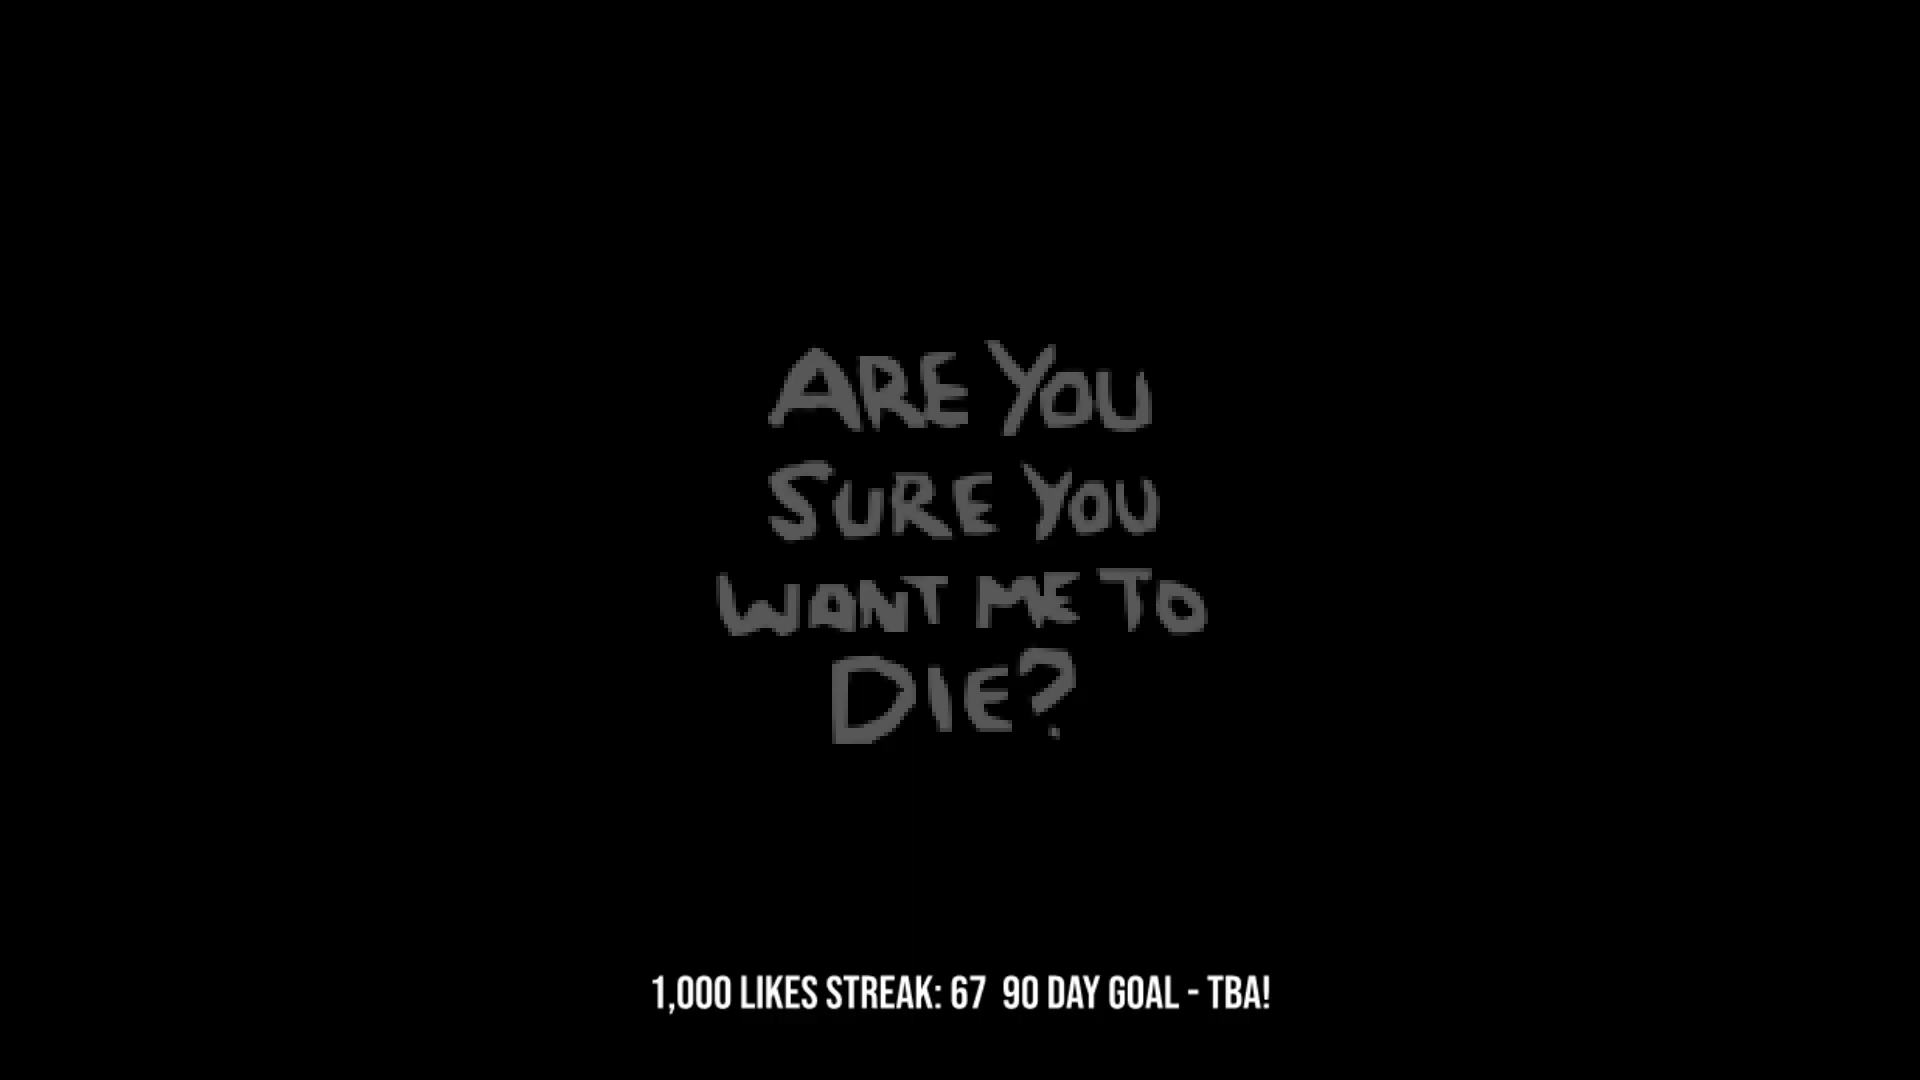 ARE YOU
SURE YOU
WANT ME TO
DIE?
1,000 LIKES STREAK: 67 90 DAY GOAL - TBA!